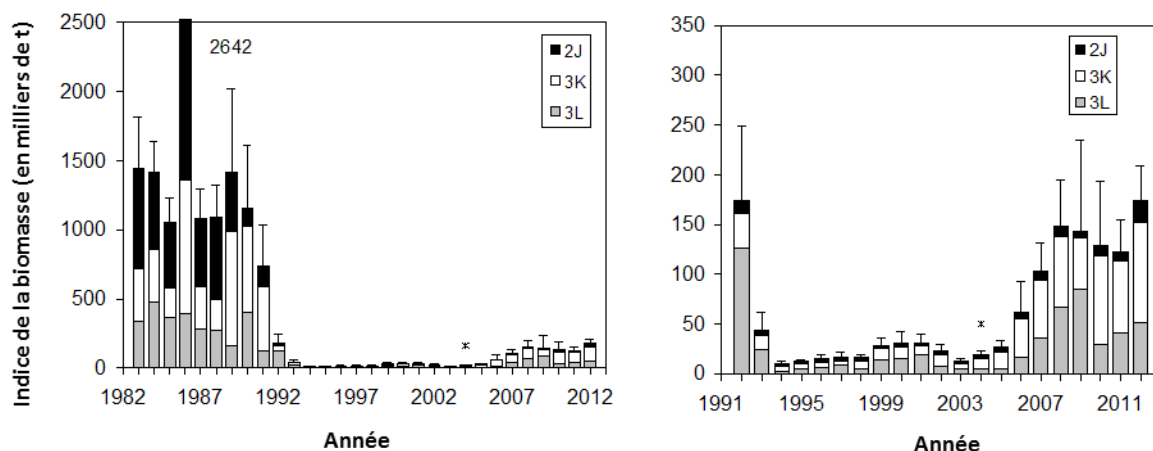 Indice de la biomasse (en milliers de t)
2500
2000
1500
1000
500
0
2642
2J
3K
3L
*
1982 1987 1992 1997 2002 2007 2012
Année
350
300
250
200
150
100
50
0
2J
3K
3L
*
1991 1995 1999 2003 2007 2011
Année